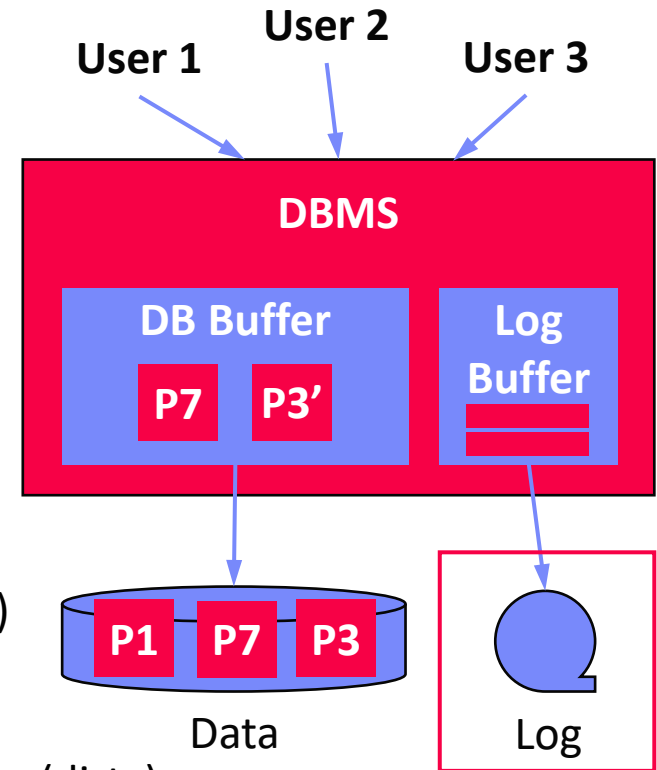 User 1
User 2
User 3
DBMS
DB Buffer
Log
Buffer
P7
P3’
)
P1
P7
P3
Data
Log